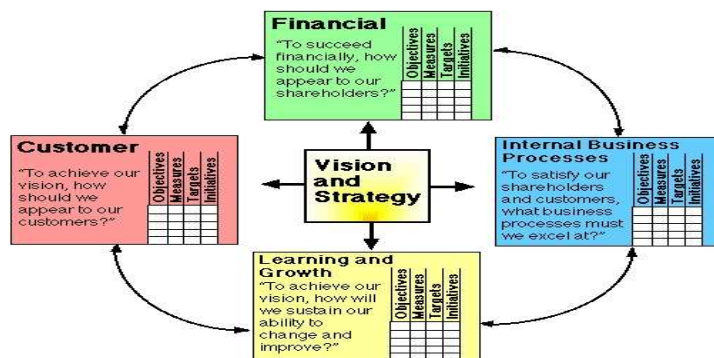 Financial
"To succeed
financially, how
should we
appear to our
shareholders?"
Objectives
Measures
Targets
Initiatives
Customer
"To achieve our
vision, how
should we
appear to our
customers?"
Objectives
Measures
Targets
Initiatives
Vision
and
Strategy
Internal Business
Processes
"To satisfy our
shareholders
and customers,
what business
processes must
we excel at?"
Objectives
Measures
Targets
Initiatives
Learning and
Growth
"To achieve our
vision, how will
we sustain our
ability to
change and
improve?"
Objectives
Measures
Targets
Initiatives